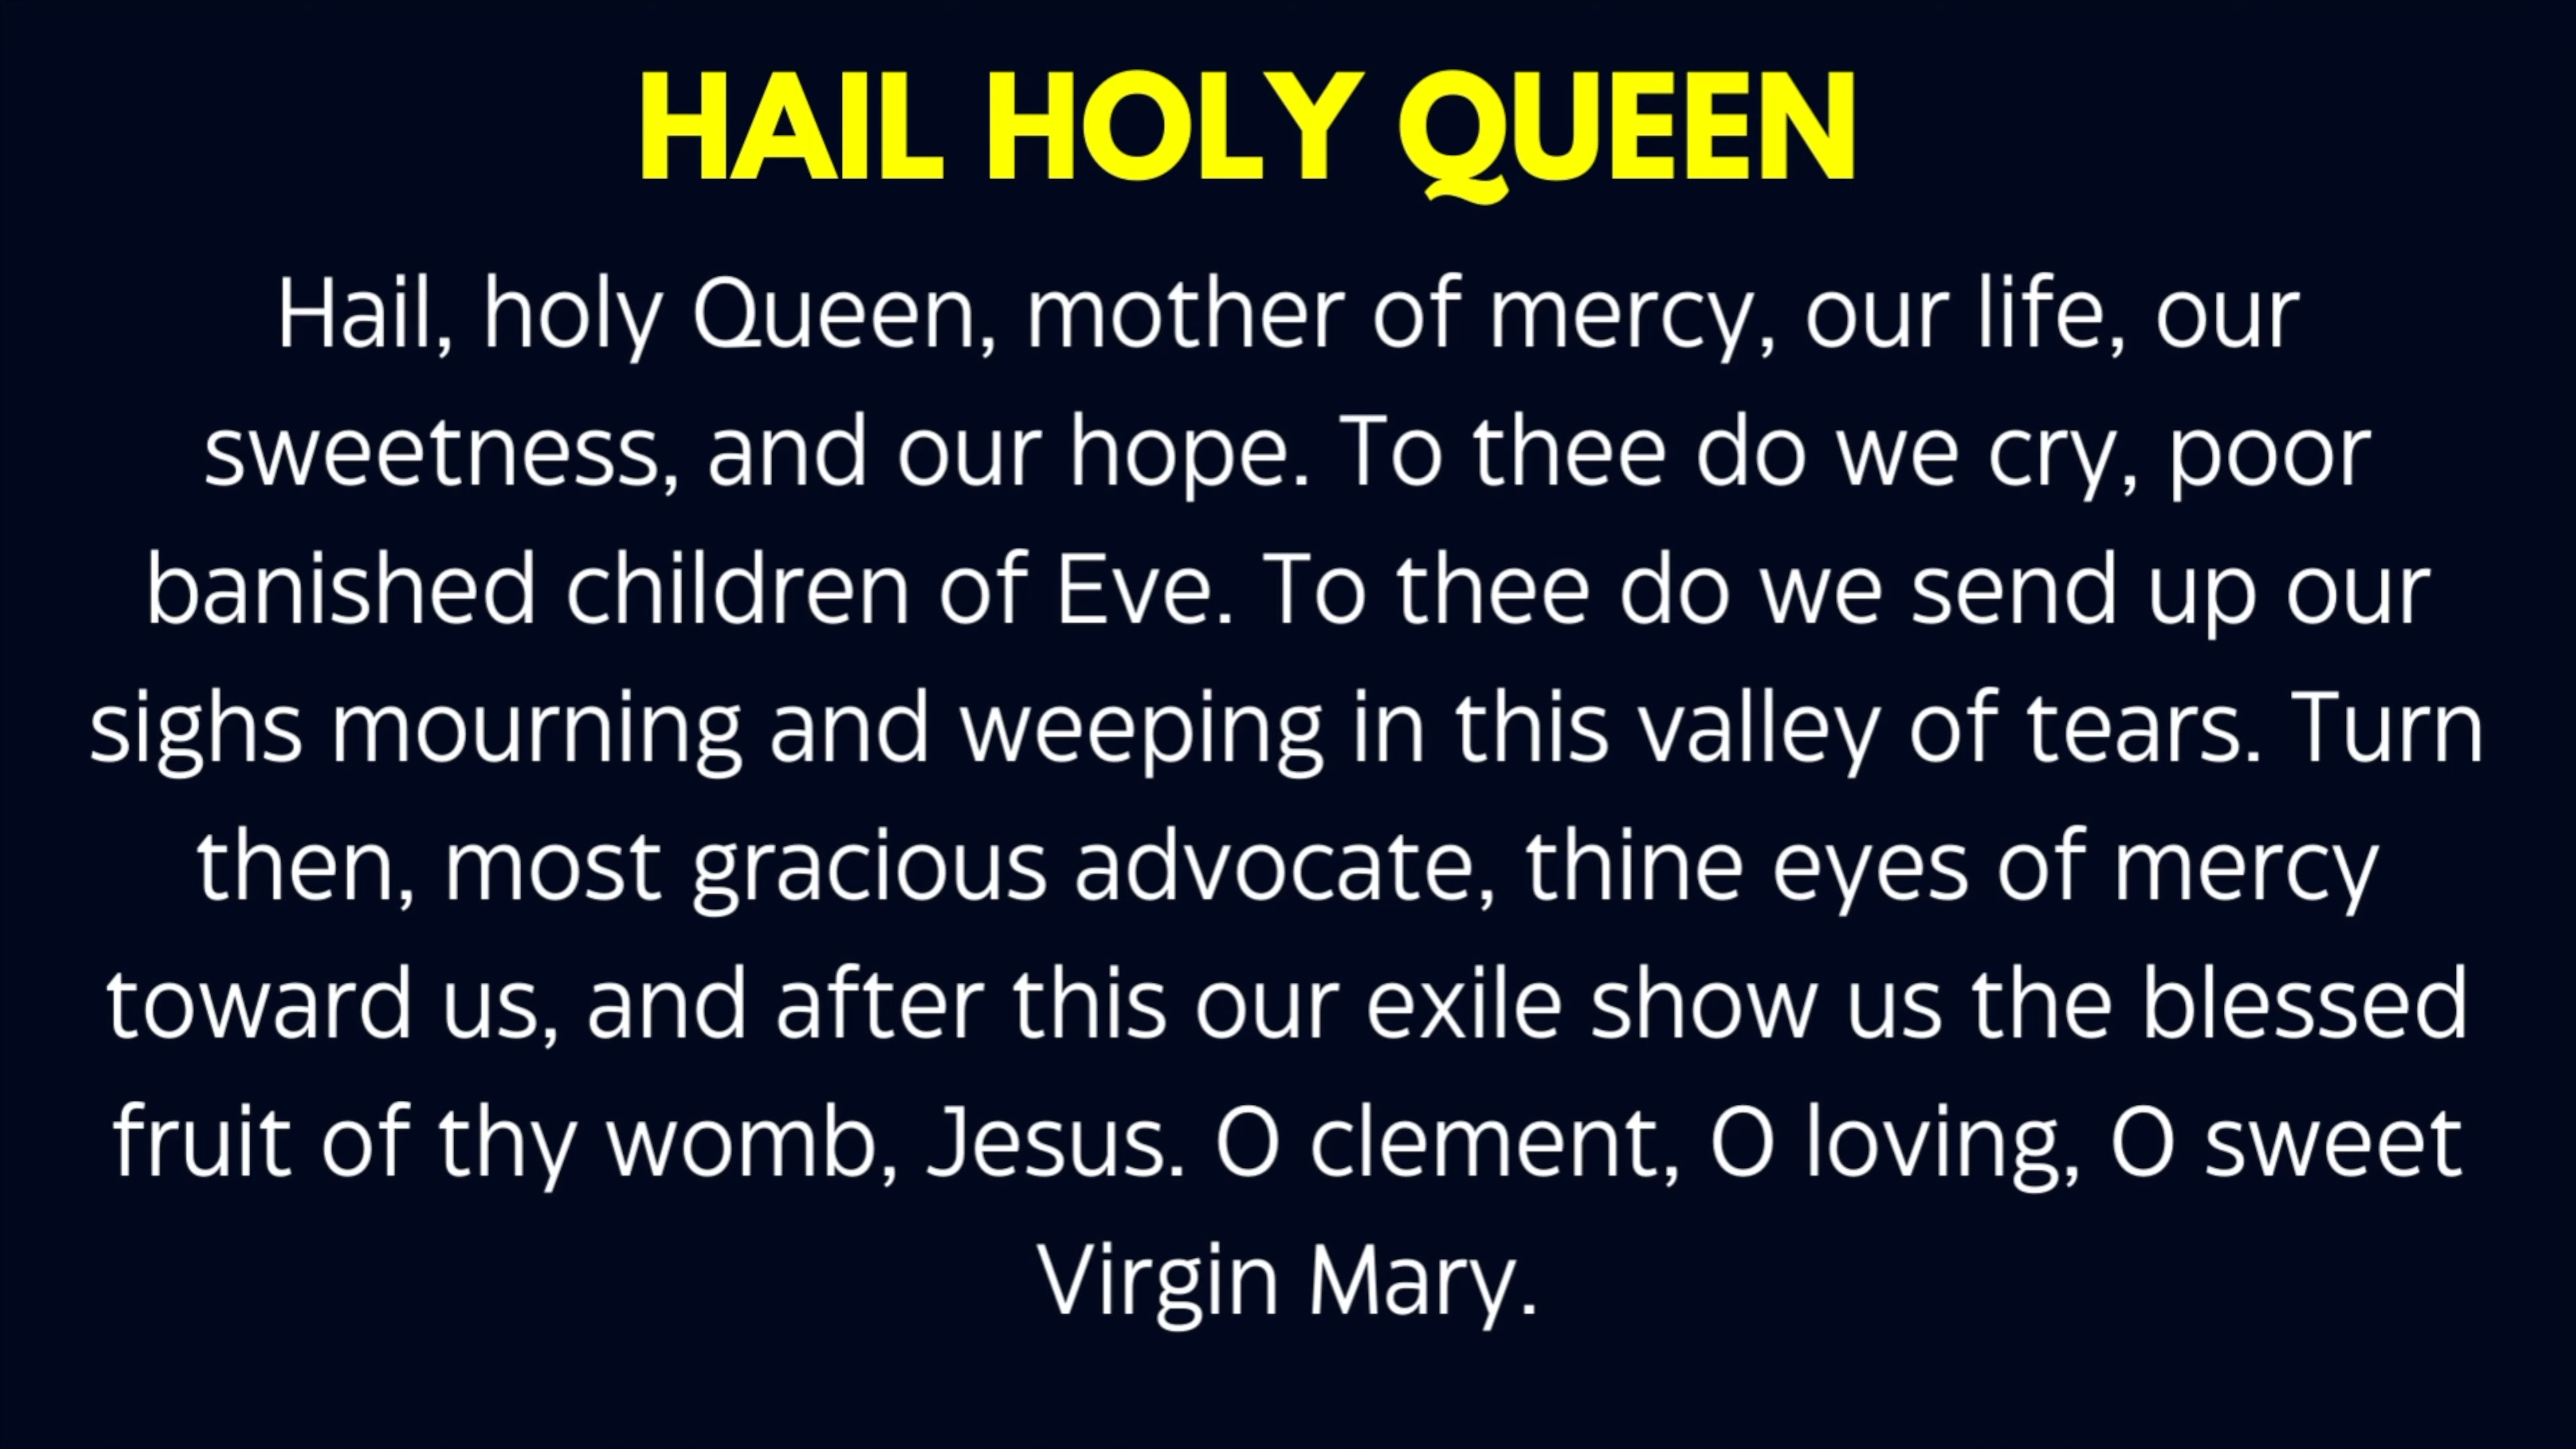 HAIL HOLY QUEEN
Hail, holy Queen, mother of mercy, our life, our
sweetness, and our hope. To thee do we cry, poor
banished children of Eve. To thee do we send up our
sighs mourning and weeping in this valley of tears. Turn
then, most gracious advocate, thine eyes of mercy
toward us, and after this our exile show us the blessed
fruit of thy womb, Jesus. O clement, O loving, O sweet
Virgin Mary.